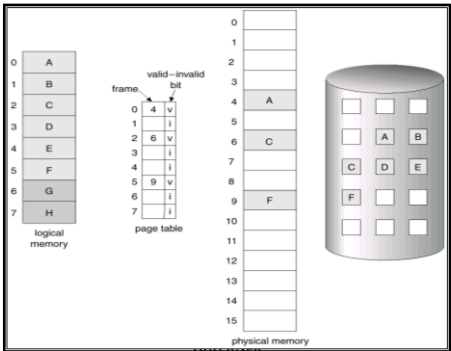 0 A
1 B
2 C
3 D
4 E
5 F
6 G
7 H
logical
memory
valid–invalid
bit
frame
0 4 v
1 i
2 6 v
3 i
4 i
5 9 v
6 i
7 i
page table
0
1
2
3
4 A
5
6 C
7
8
9 F
10
11
12
13
14
15
physical memory
A B
C D E
F